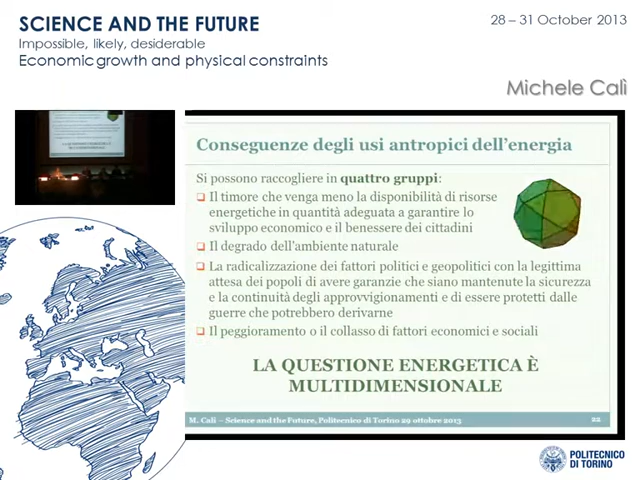 SCIENCE AND THE FUTURE
Impossible, likely, desiderable
Economic growth and physical constraints
28 – 31 October 2013
Michele Calì
Conseguenze degli usi antropici dell'energia
Si possono raccogliere in quattro gruppi:
Il timore che venga meno la disponibilità di risorse
energetiche in quantità adeguata a garantire lo
sviluppo economico e il benessere dei cittadini
Il degrado dell'ambiente naturale
La radicalizzazione dei fattori politici e geopolitici con la legittima
attesa dei popoli di avere garanzie che siano mantenute la sicurezza
e la continuità degli approvvigionamenti e di essere protetti dalle
guerre che potrebbero derivarne
Il peggioramento o il collasso di fattori economici e sociali
LA QUESTIONE ENERGETICA È
MULTIDIMENSIONALE
M. Calì – Science and the Future, Politecnico di Torino 29 ottobre 2013
22
POLITECNICO
DI TORINO